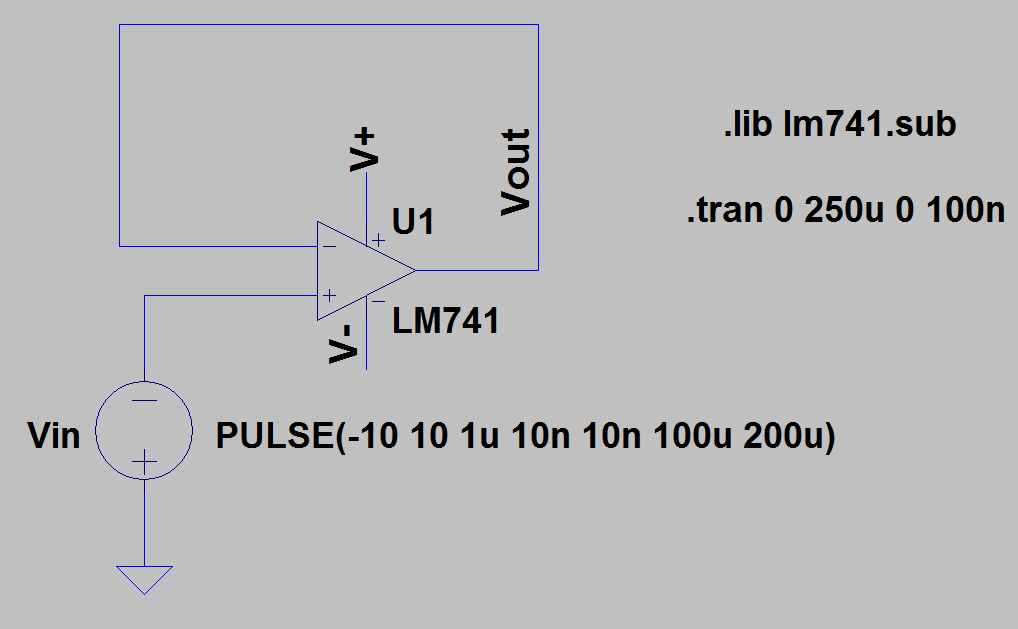 .lib lm741.sub
V+
Vout
.tran 0 250u 0 100n
U1
+
−
+
−
LM741
V-
−
Vin
PULSE(-10 10 1u 10n 10n 100u 200u)
+